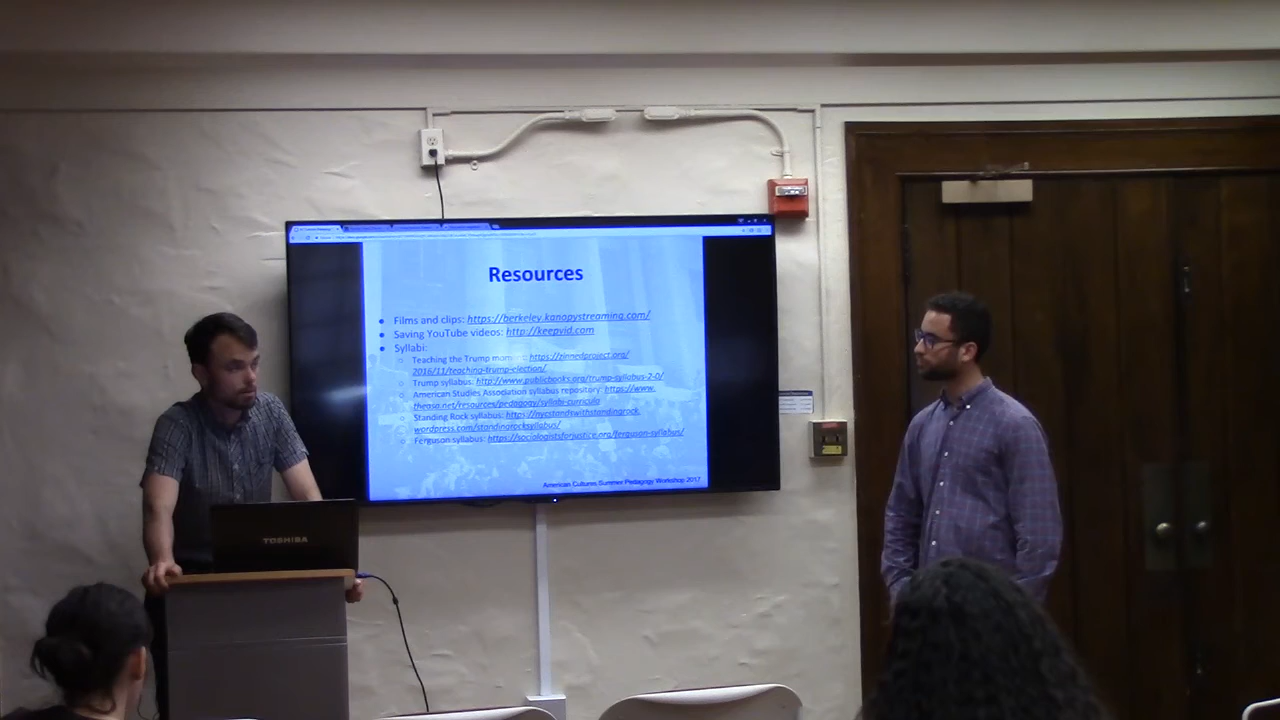 Resources
● Films and clips: https://berkeley.kanopystreaming.com/
● Saving YouTube videos: http://keepvid.com
● Syllabi:
○ Teaching the Trump moment: https://zinnedproject.org/
2016/11/teaching-trump-election/
○ Trump syllabus: http://www.publicbooks.org/trump-syllabus-2-0/
○ American Studies Association syllabus repository: https://www.
theasa.net/resources/pedagogy/syllabi-curricula
○ Standing Rock syllabus: https://nycstandswithstandingrock.
wordpress.com/standingrocksyllabus/
○ Ferguson syllabus: https://sociologistsforjustice.org/ferguson-syllabus/
American Cultures Summer Pedagogy Workshop 2017
TOSHIBA